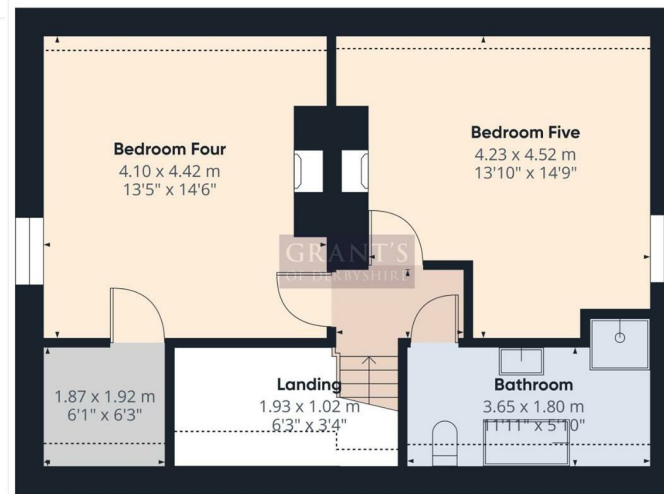 Bedroom Four
4.10 x 4.42 m
13'5" x 14'6"
Bedroom Five
4.23 x 4.52 m
13'10" x 14'9"
GRANT'S
OF DERBYSHIRE
1.87 x 1.92 m
6'1" x 6'3"
Landing
1.93 x 1.02 m
6'3" x 3'4"
Bathroom
3.65 x 1.80 m
11'11" x 5'10"